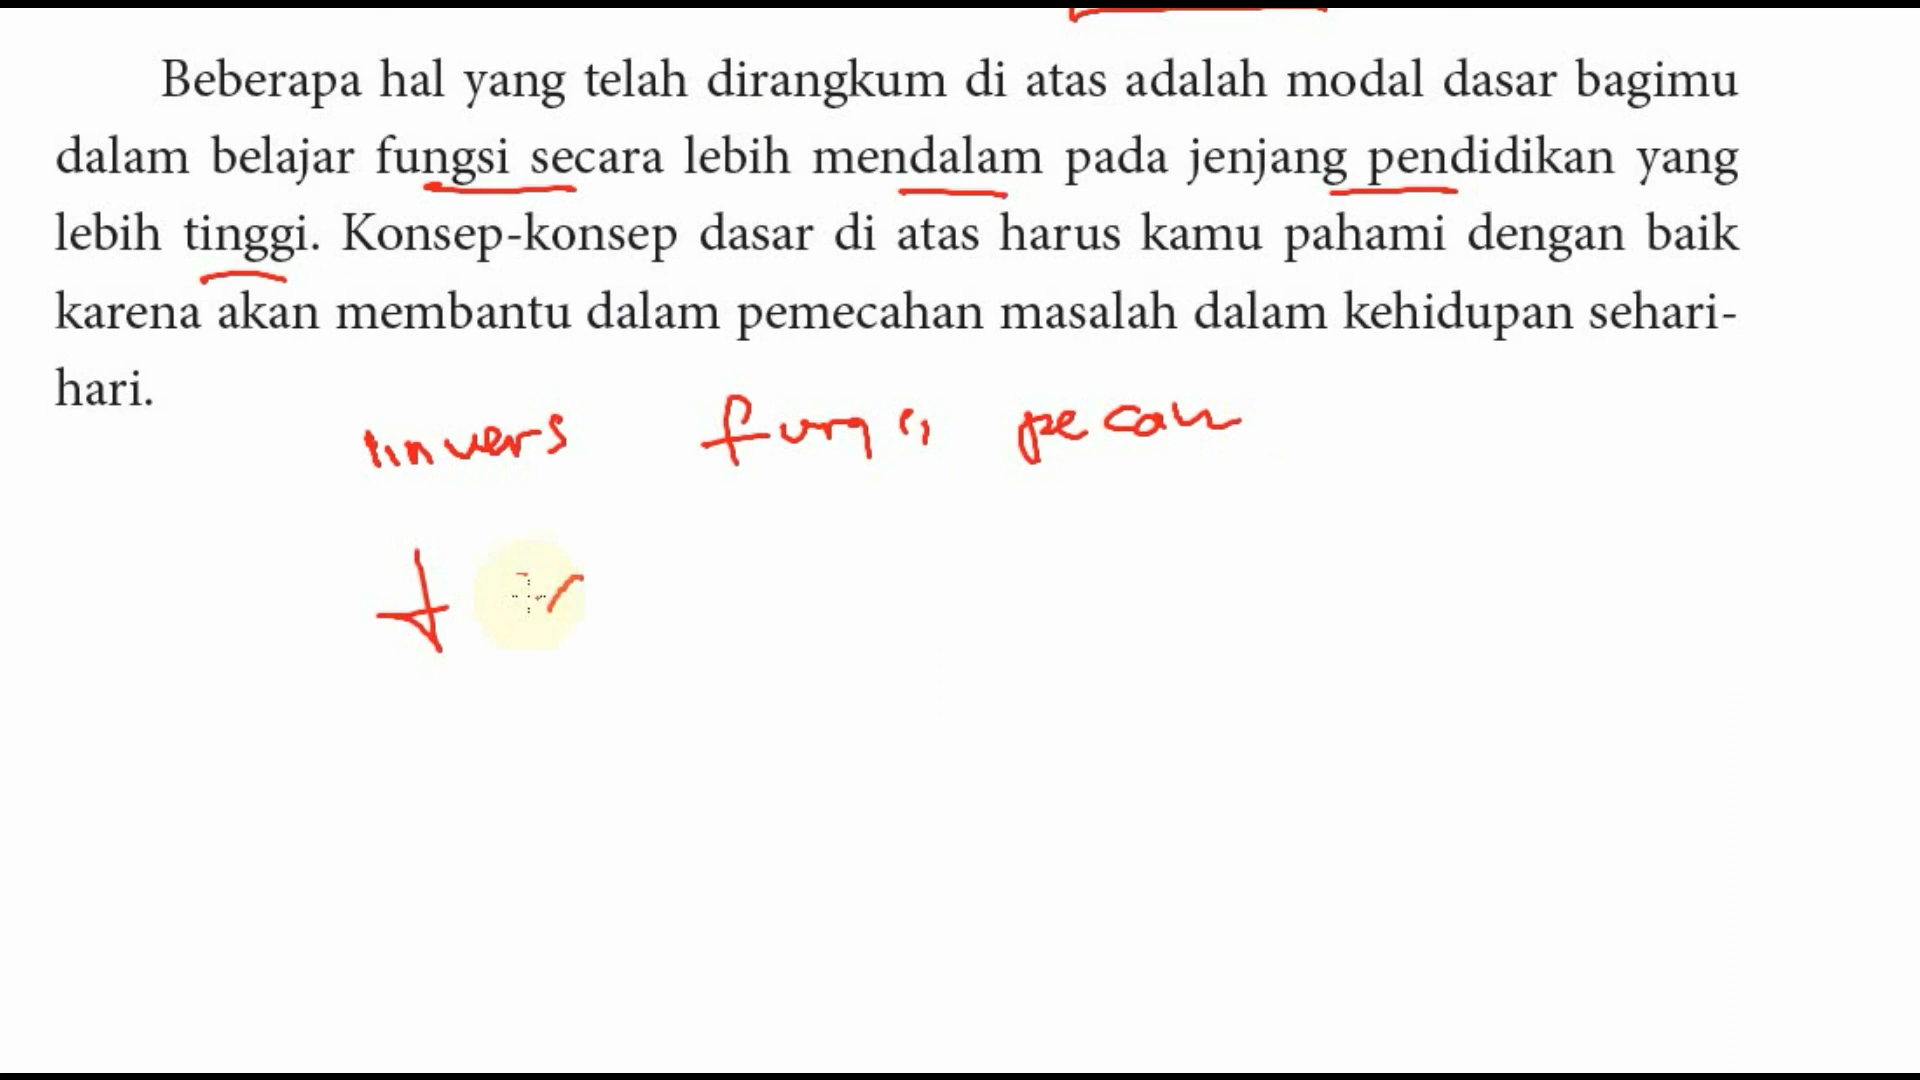 Beberapa hal yang telah dirangkum di atas adalah modal dasar bagimu
dalam belajar fungsi secara lebih mendalam pada jenjang pendidikan yang
lebih tinggi. Konsep-konsep dasar di atas harus kamu pahami dengan baik
karena akan membantu dalam pemecahan masalah dalam kehidupan sehari-
hari.
invers fungsi pecah